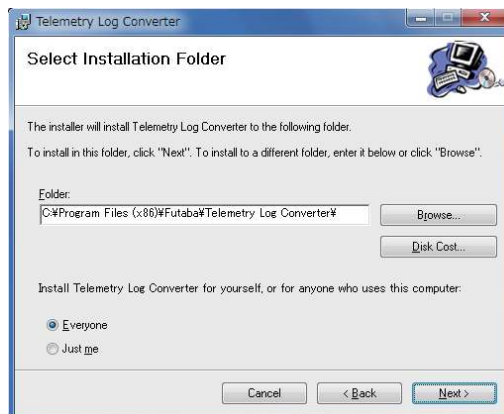 Telemetry Log Converter
Select Installation Folder
The installer will install Telemetry Log Converter to the following folder.
To install in this folder, click "Next". To install to a different folder, enter it below or click "Browse".
Folder:
C:¥Program Files (x86)¥Futaba¥Telemetry Log Converter¥
Browse...
Disk Cost...
Install Telemetry Log Converter for yourself, or for anyone who uses this computer:
Everyone
Just me
Cancel
< Back
Next >